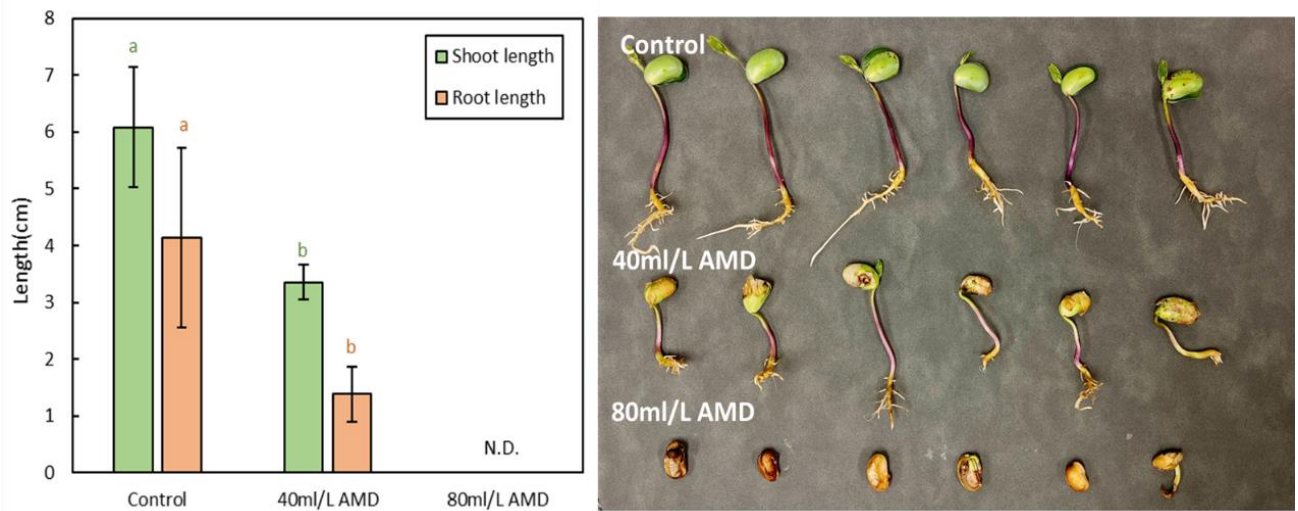 8
7
6
5
4
3
2
1
0
Length(cm)
a
a
b
b
N.D.
Shoot length
Root length
Control
40ml/L AMD
80ml/L AMD
Control
40ml/L AMD
80ml/L AMD